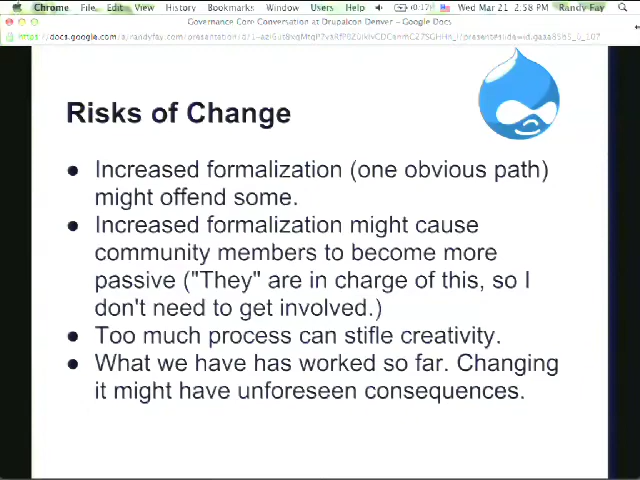 Chrome File Edit View History Bookmarks Window Users Help Wed Mar 21 2:58 PM Randy Fay
Governance Core Conversation at Drupalcon Denver – Google Docs
Risks of Change
● Increased formalization (one obvious path)
might offend some.
● Increased formalization might cause
community members to become more
passive ("They" are in charge of this, so I
don't need to get involved.)
● Too much process can stifle creativity.
● What we have has worked so far. Changing
it might have unforeseen consequences.